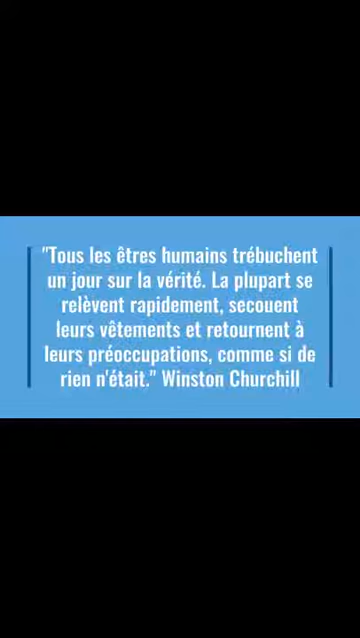 "Tous les êtres humains trébuchent
un jour sur la vérité. La plupart se
relèvent rapidement, secouent
leurs vêtements et retournent à
leurs préoccupations, comme si de
rien n'était." Winston Churchill